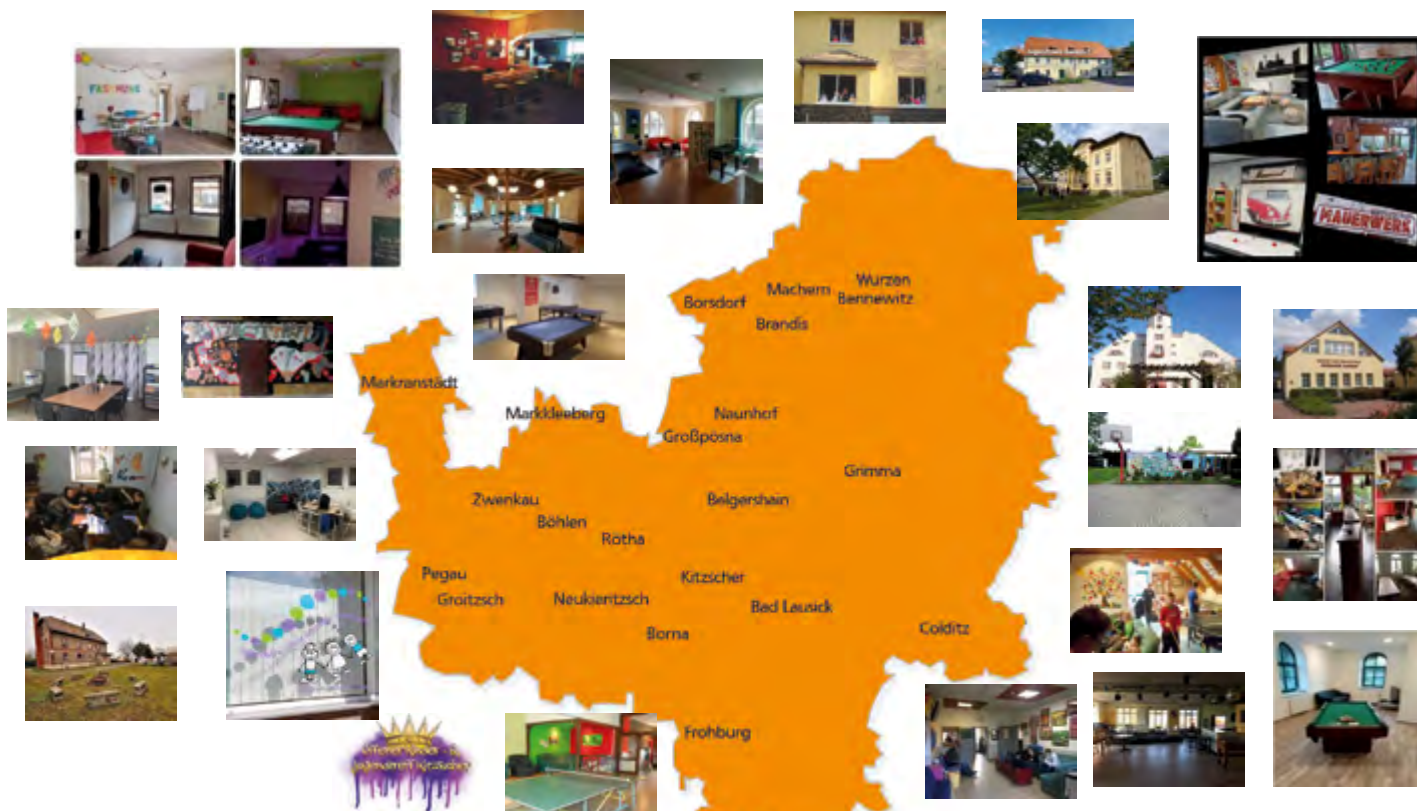 FASCHING
MAUERWERK
Wurzen
Machern
Bennewitz
Borsdorf
Brandis
Markranstädt
Markkleeberg
Naunhof
Großpösna
Grimma
Zwenkau
Belgershain
Böhlen
Rötha
Pegau
Kitzscher
Groitzsch
Neukieritzsch
Bad Lausick
Borna
Colditz
Frohburg